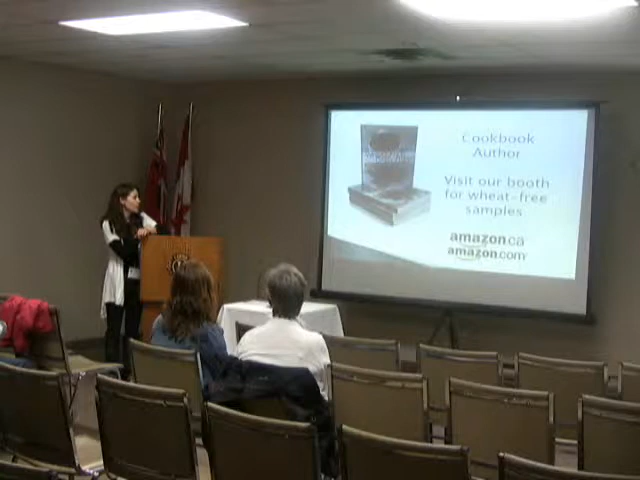 Cookbook
Author
Visit our booth
for wheat-free
samples
amazon.ca
amazon.com